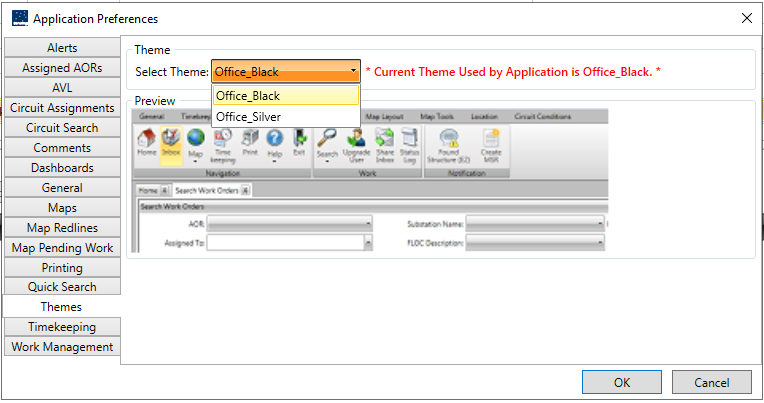 Application Preferences
Alerts
Assigned AORs
AVL
Circuit Assignments
Circuit Search
Comments
Dashboards
General
Maps
Map Redlines
Map Pending Work
Printing
Quick Search
Themes
Timekeeping
Work Management
Theme
Select Theme: Office_Black * Current Theme Used by Application is Office_Black. *
Office_Black
Office_Silver
Preview
General Timekeep Map Layout Map Tools Location Circuit Conditions
Home Inbox Map Time keeping Print Help Exit Search Upgrade User Share Inbox Status Log Found Structure (EZ) Create MSR
Navigation Work Notification
Home Search Work Orders
Search Work Orders
AOR: Substation Name:
Assigned To: FLOC Description:
OK Cancel